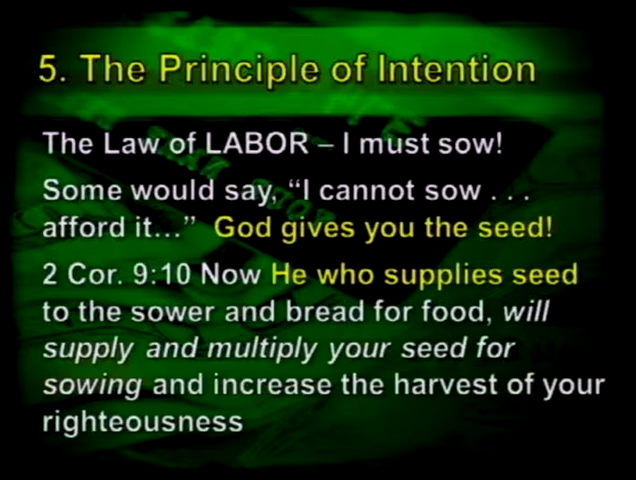 5. The Principle of Intention
The Law of LABOR – I must sow!
Some would say, “I cannot sow . . .
afford it...” God gives you the seed!
2 Cor. 9:10 Now He who supplies seed
to the sower and bread for food, will
supply and multiply your seed for
sowing and increase the harvest of your
righteousness